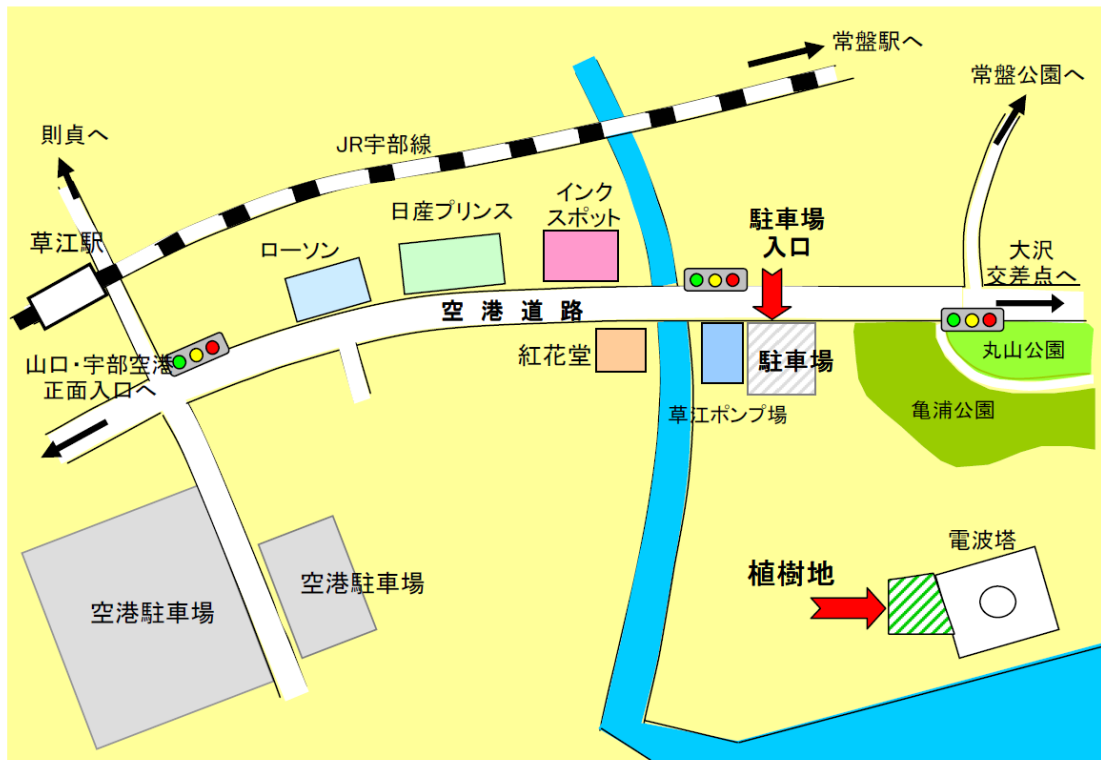 常盤駅へ
常盤公園へ
則貞へ
JR宇部線
インク
スポット
日産プリンス
駐車場
入口
草江駅
ローソン
大沢
交差点へ
空港道路
山口・宇部空港
正面入口へ
紅花堂
駐車場
丸山公園
草江ポンプ場
亀浦公園
電波塔
植樹地
空港駐車場
空港駐車場